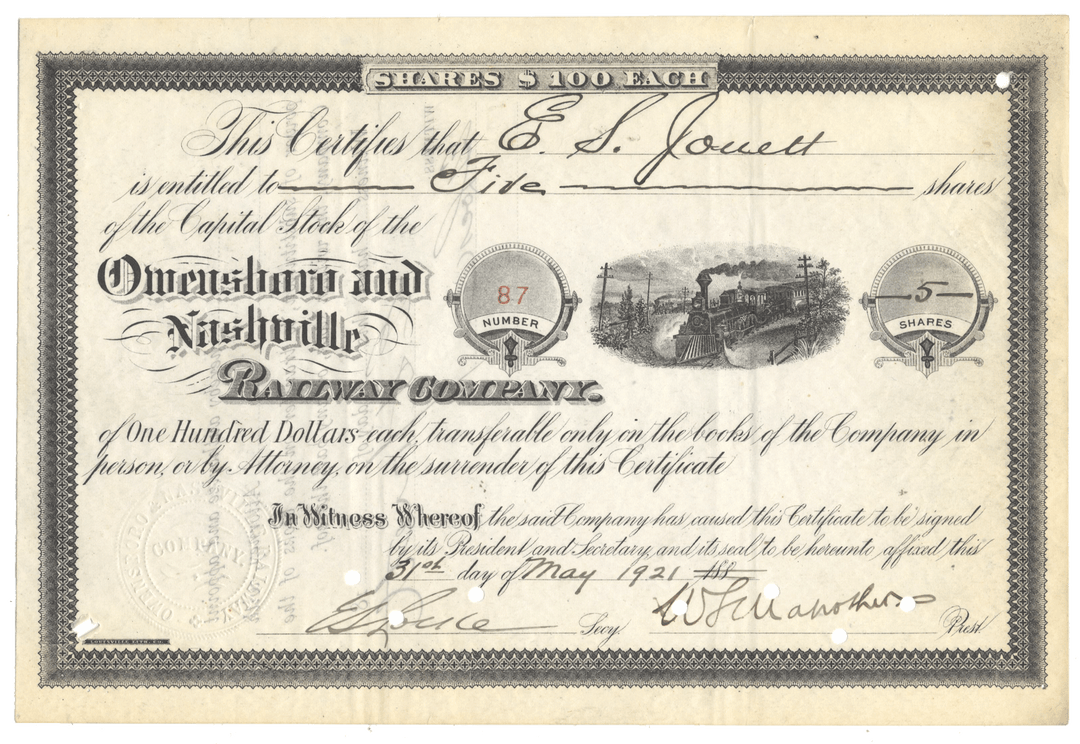 SHARES $100 EACH
This Certifies that E. S. Jouett
is entitled to Five shares
of the Capital Stock of the
Owensboro and
Nashville
RAILWAY COMPANY.
87
NUMBER
5
SHARES
of One Hundred Dollars each, transferable only in the books of the Company in
person, or by Attorney, on the surrender of this Certificate
In Witness Whereof the said Company has caused this Certificate to be signed
by its President and Secretary, and its seal to be hereunto affixed this
31st day of May 1921 188
Secy. W L Mapother Prest.
COMPANY